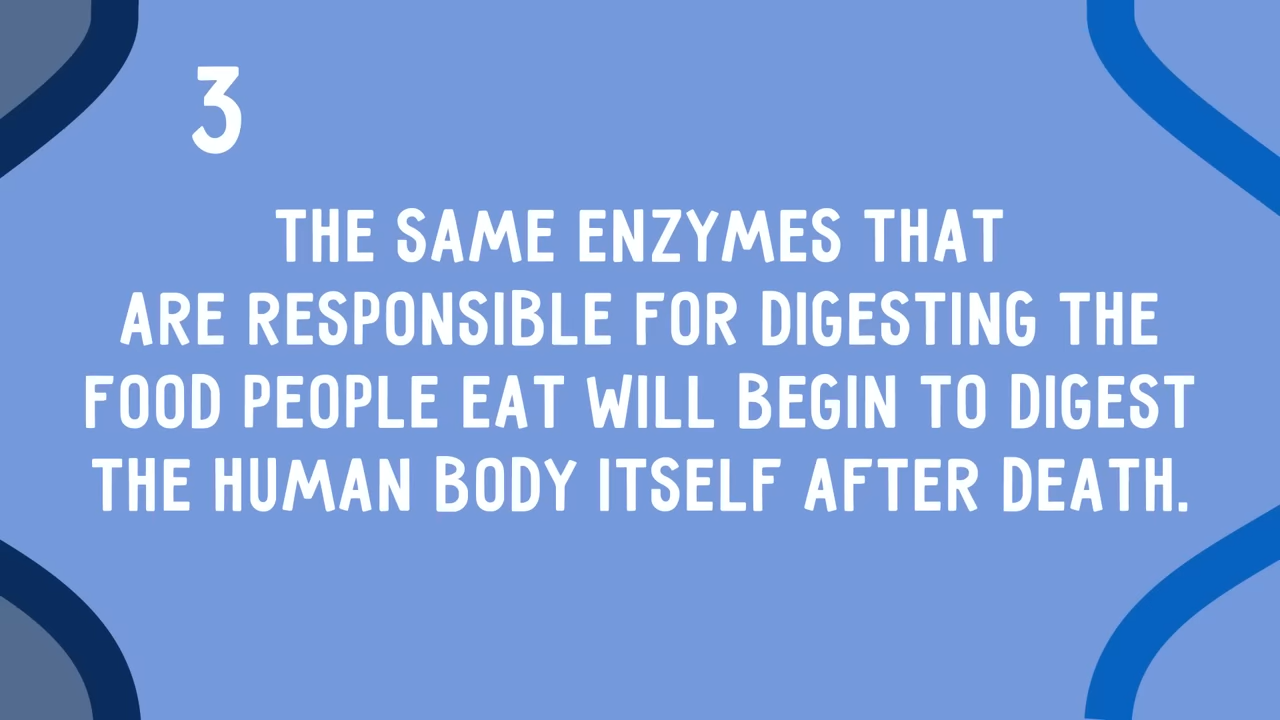 3
THE SAME ENZYMES THAT
ARE RESPONSIBLE FOR DIGESTING THE
FOOD PEOPLE EAT WILL BEGIN TO DIGEST
THE HUMAN BODY ITSELF AFTER DEATH.